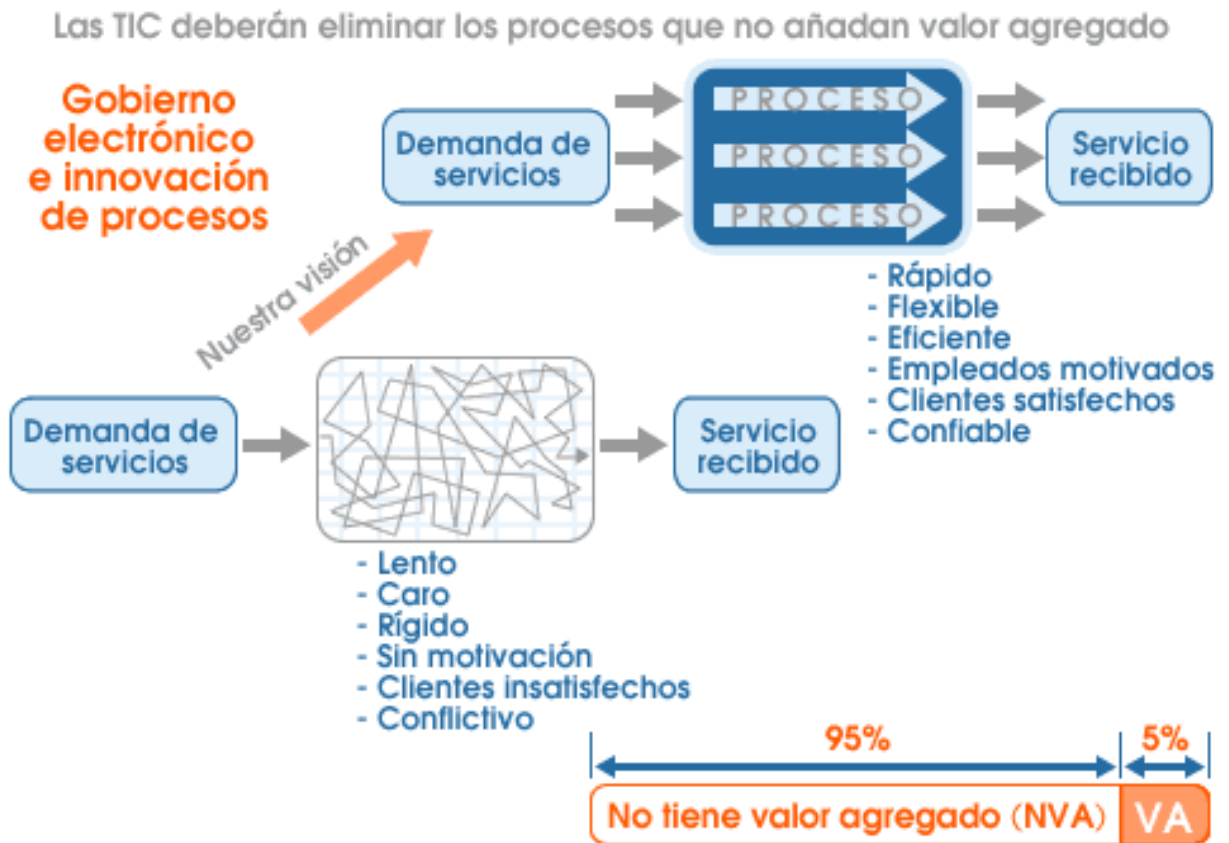 Las TIC deberán eliminar los procesos que no añadan valor agregado
Gobierno
electrónico
e innovación
de procesos
Demanda de
servicios
PROCESO
PROCESO
PROCESO
Servicio
recibido
- Rápido
- Flexible
- Eficiente
- Empleados motivados
- Clientes satisfechos
- Confiable
Nuestra visión
Demanda de
servicios
Servicio
recibido
- Lento
- Caro
- Rígido
- Sin motivación
- Clientes insatisfechos
- Conflictivo
95% 5%
No tiene valor agregado (NVA) VA